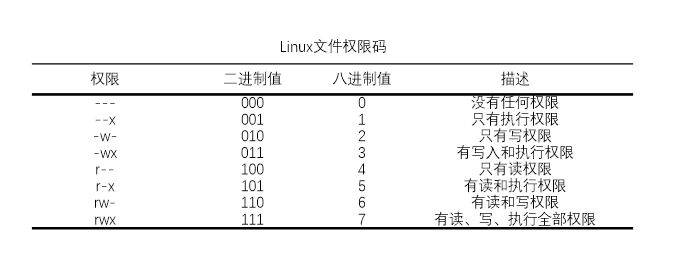 Linux文件权限码
权限 二进制值 八进制值 描述
--- 000 0 没有任何权限
--x 001 1 只有执行权限
-w- 010 2 只有写权限
-wx 011 3 有写入和执行权限
r-- 100 4 只有读权限
r-x 101 5 有读和执行权限
rw- 110 6 有读和写权限
rwx 111 7 有读、写、执行全部权限